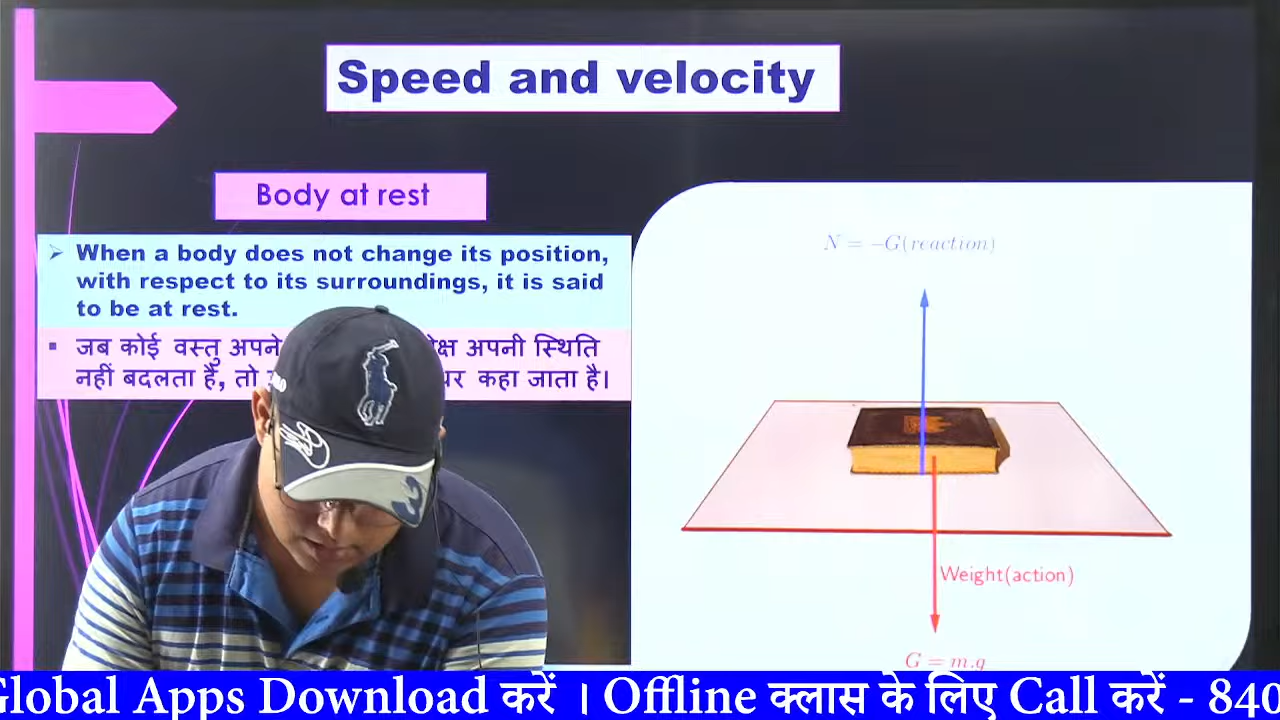 Speed and velocity
Body at rest
When a body does not change its position,
with respect to its surroundings, it is said
to be at rest.
जब कोई वस्तु अपने अपनी स्थिति
नहीं बदलता है, तो कहा जाता है।
N = −G(reaction)
Weight(action)
G = m.g
Global Apps Download करें । Offline क्लास के लिए Call करें - 840